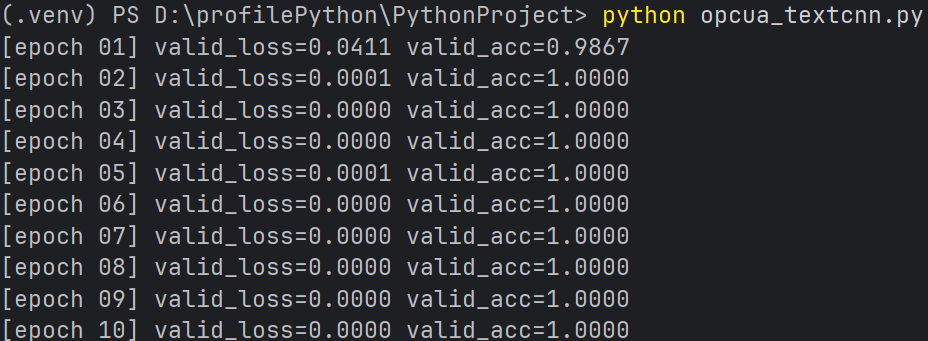 (.venv) PS D:\profilePython\PythonProject> python opcua_textcnn.py
[epoch 01] valid_loss=0.0411 valid_acc=0.9867
[epoch 02] valid_loss=0.0001 valid_acc=1.0000
[epoch 03] valid_loss=0.0000 valid_acc=1.0000
[epoch 04] valid_loss=0.0000 valid_acc=1.0000
[epoch 05] valid_loss=0.0001 valid_acc=1.0000
[epoch 06] valid_loss=0.0000 valid_acc=1.0000
[epoch 07] valid_loss=0.0000 valid_acc=1.0000
[epoch 08] valid_loss=0.0000 valid_acc=1.0000
[epoch 09] valid_loss=0.0000 valid_acc=1.0000
[epoch 10] valid_loss=0.0000 valid_acc=1.0000